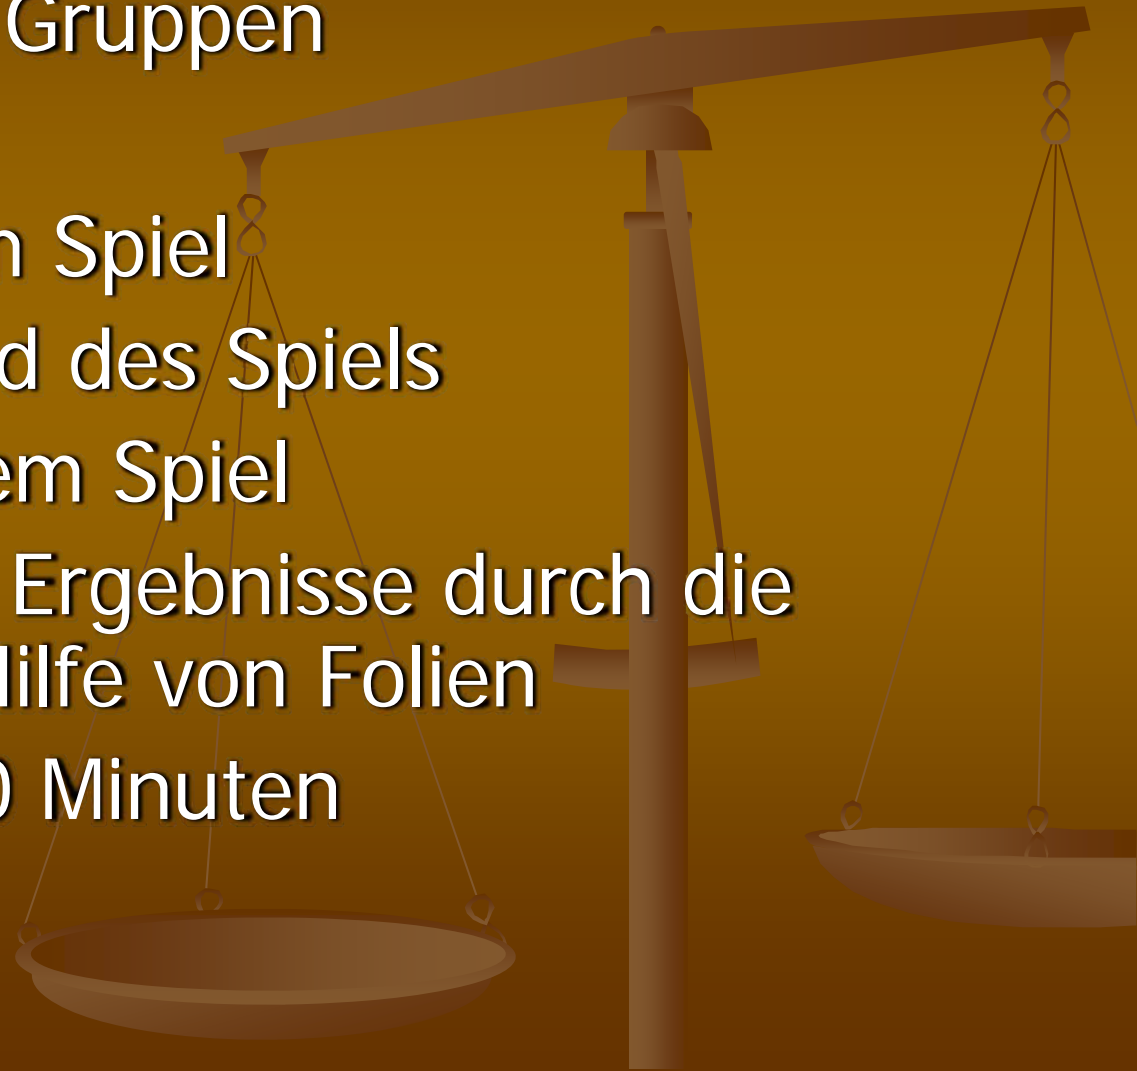 Gruppen
n Spiel
d des Spiels
em Spiel
Ergebnisse durch die
Hilfe von Folien
0 Minuten